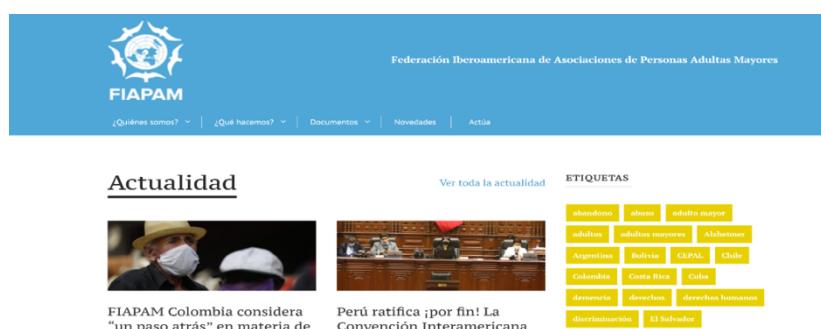 FIAPAM
Federación Iberoamericana de Asociaciones de Personas Adultas Mayores
¿Quiénes somos?
¿Qué hacemos?
Documentos
Novedades
Actúa
Actualidad
Ver toda la actualidad
FIAPAM Colombia considera
"un paso atrás" en materia de
Perú ratifica ¡por fin! La
Convención Interamericana
ETIQUETAS
abandono abuso adulto mayor
adultos adultos mayores Alzheimer
Argentina Bolivia CEPAL Chile
Colombia Costa Rica Cuba
demencia derechos derechos humanos
discriminación El Salvador